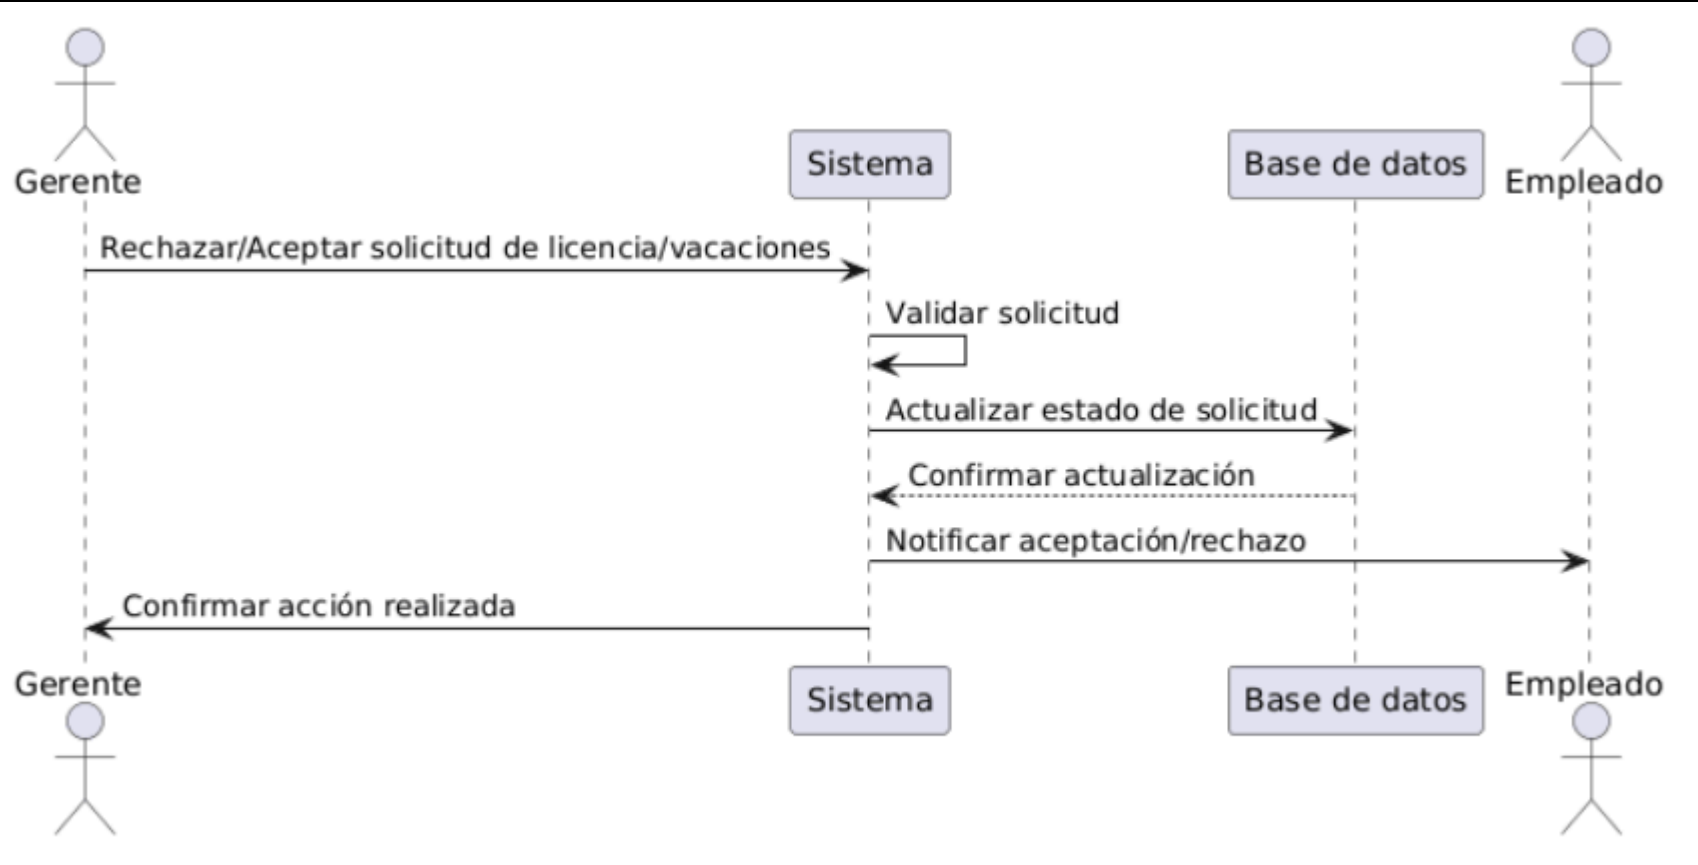 Gerente
Sistema
Base de datos
Empleado
Rechazar/Aceptar solicitud de licencia/vacaciones
Validar solicitud
Actualizar estado de solicitud
Confirmar actualización
Notificar aceptación/rechazo
Confirmar acción realizada
Gerente
Sistema
Base de datos
Empleado